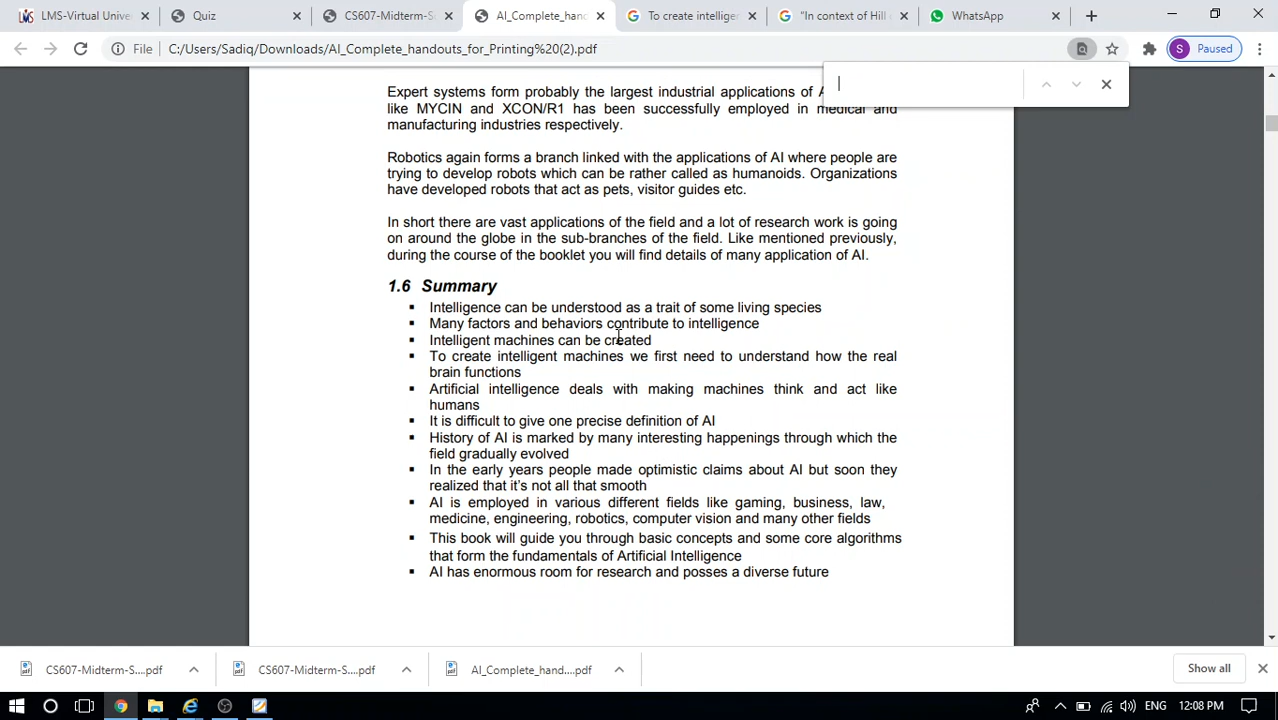 LMS-Virtual Unive
Quiz
CS607-Midterm-Su
AI_Complete_hand
To create intelligen
"In context of Hill c
WhatsApp
File
C:/Users/Sadiq/Downloads/AI_Complete_handouts_for_Printing%20(2).pdf
S
Paused
Expert systems form probably the largest industrial applications of A
like MYCIN and XCON/R1 has been successfully employed in medical and
manufacturing industries respectively.
Robotics again forms a branch linked with the applications of AI where people are
trying to develop robots which can be rather called as humanoids. Organizations
have developed robots that act as pets, visitor guides etc.
In short there are vast applications of the field and a lot of research work is going
on around the globe in the sub-branches of the field. Like mentioned previously,
during the course of the booklet you will find details of many application of AI.
1.6 Summary
▪ Intelligence can be understood as a trait of some living species
▪ Many factors and behaviors contribute to intelligence
▪ Intelligent machines can be created
▪ To create intelligent machines we first need to understand how the real
brain functions
▪ Artificial intelligence deals with making machines think and act like
humans
▪ It is difficult to give one precise definition of AI
▪ History of AI is marked by many interesting happenings through which the
field gradually evolved
▪ In the early years people made optimistic claims about AI but soon they
realized that it's not all that smooth
▪ AI is employed in various different fields like gaming, business, law,
medicine, engineering, robotics, computer vision and many other fields
▪ This book will guide you through basic concepts and some core algorithms
that form the fundamentals of Artificial Intelligence
▪ AI has enormous room for research and posses a diverse future
CS607-Midterm-S....pdf
CS607-Midterm-S....pdf
AI_Complete_hand....pdf
Show all
ENG
12:08 PM